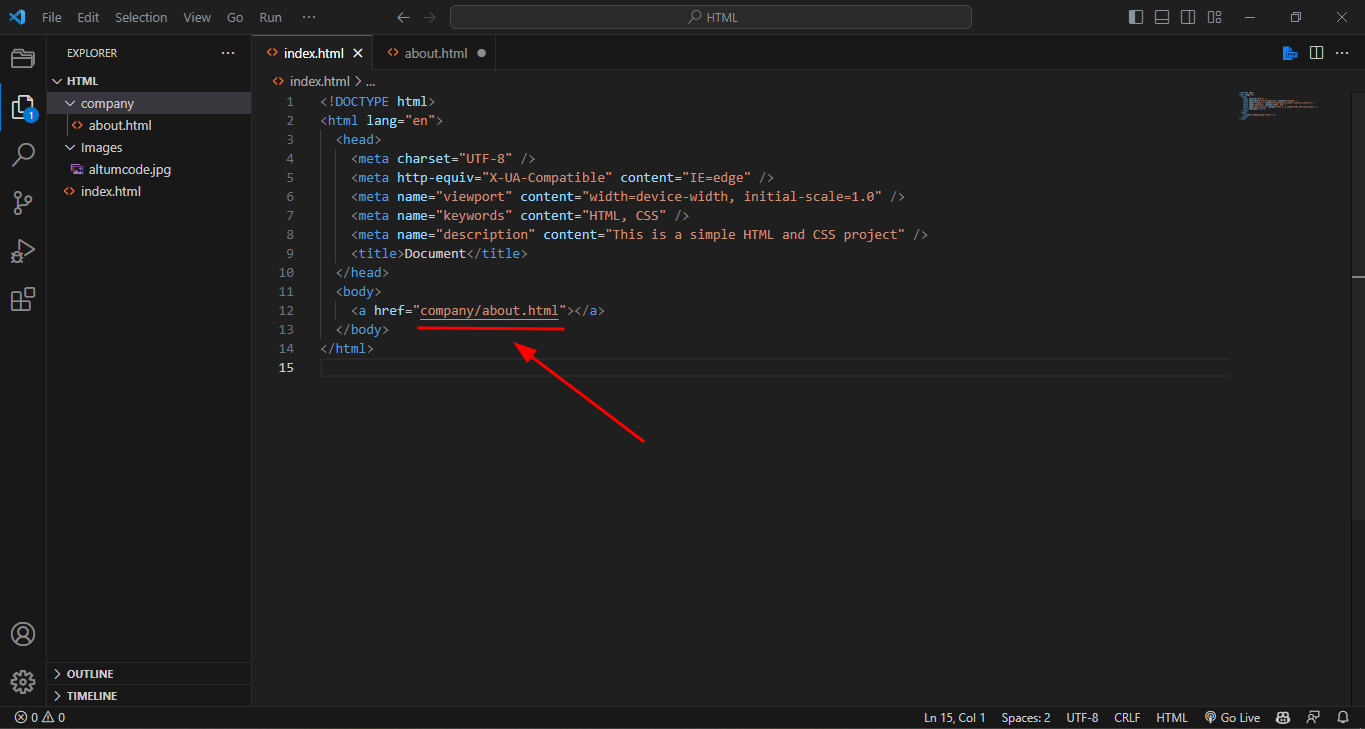 File Edit Selection View Go Run ··· HTML
EXPLORER ···
HTML
company
about.html
Images
altumcode.jpg
index.html
OUTLINE
TIMELINE
1
index.html about.html ···
index.html > ...
1 <!DOCTYPE html>
2 <html lang="en">
3 <head>
4 <meta charset="UTF-8" />
5 <meta http-equiv="X-UA-Compatible" content="IE=edge" />
6 <meta name="viewport" content="width=device-width, initial-scale=1.0" />
7 <meta name="keywords" content="HTML, CSS" />
8 <meta name="description" content="This is a simple HTML and CSS project" />
9 <title>Document</title>
10 </head>
11 <body>
12 <a href="company/about.html"></a>
13 </body>
14 </html>
15
0 0 Ln 15, Col 1 Spaces: 2 UTF-8 CRLF HTML Go Live